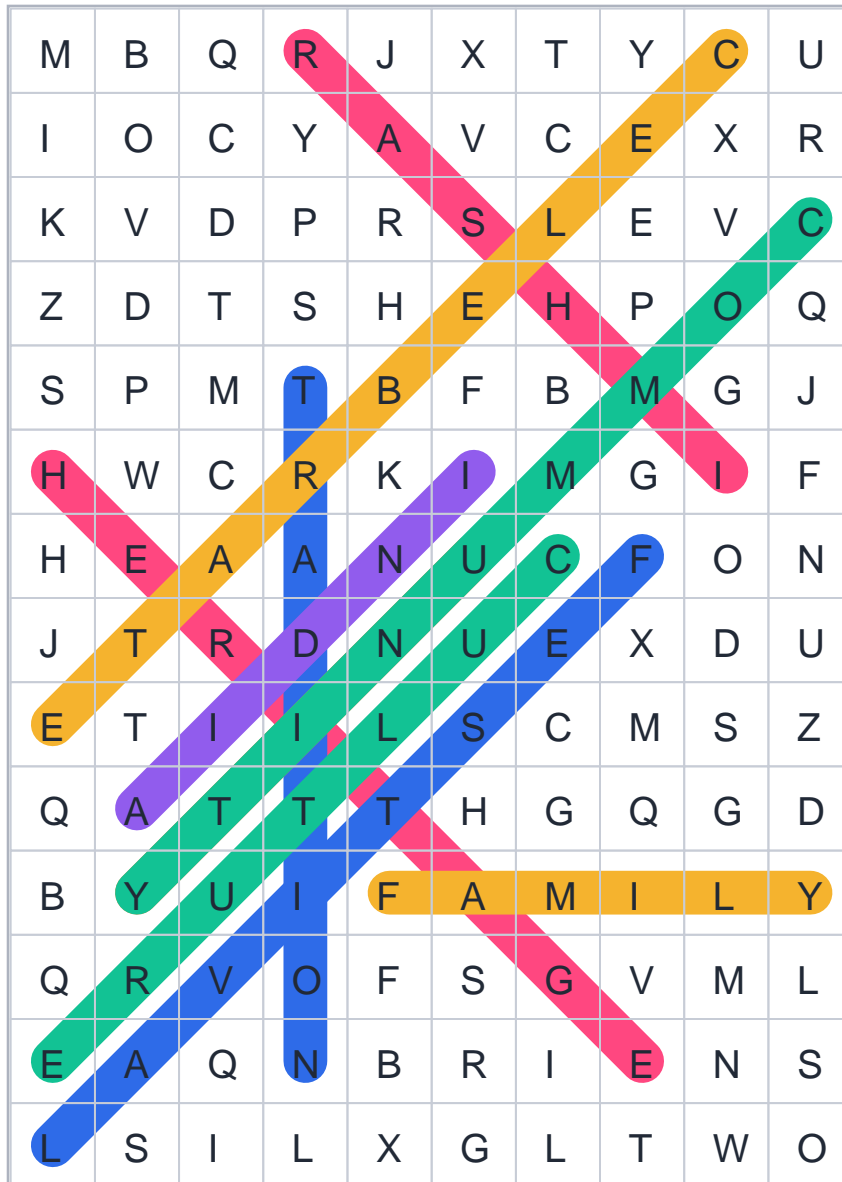 M B Q R J X T Y C U
I O C Y A V C E X R
K V D P R S L E V C
Z D T S H E H P O Q
S P M T B F B M G J
H W C R K I M G I F
H E A A N U C F O N
J T R D N U E X D U
E T I I L S C M S Z
Q A T T T H G Q G D
B Y U I F A M I L Y
Q R V O F S G V M L
E A Q N B R I E N S
L S I L X G L T W O